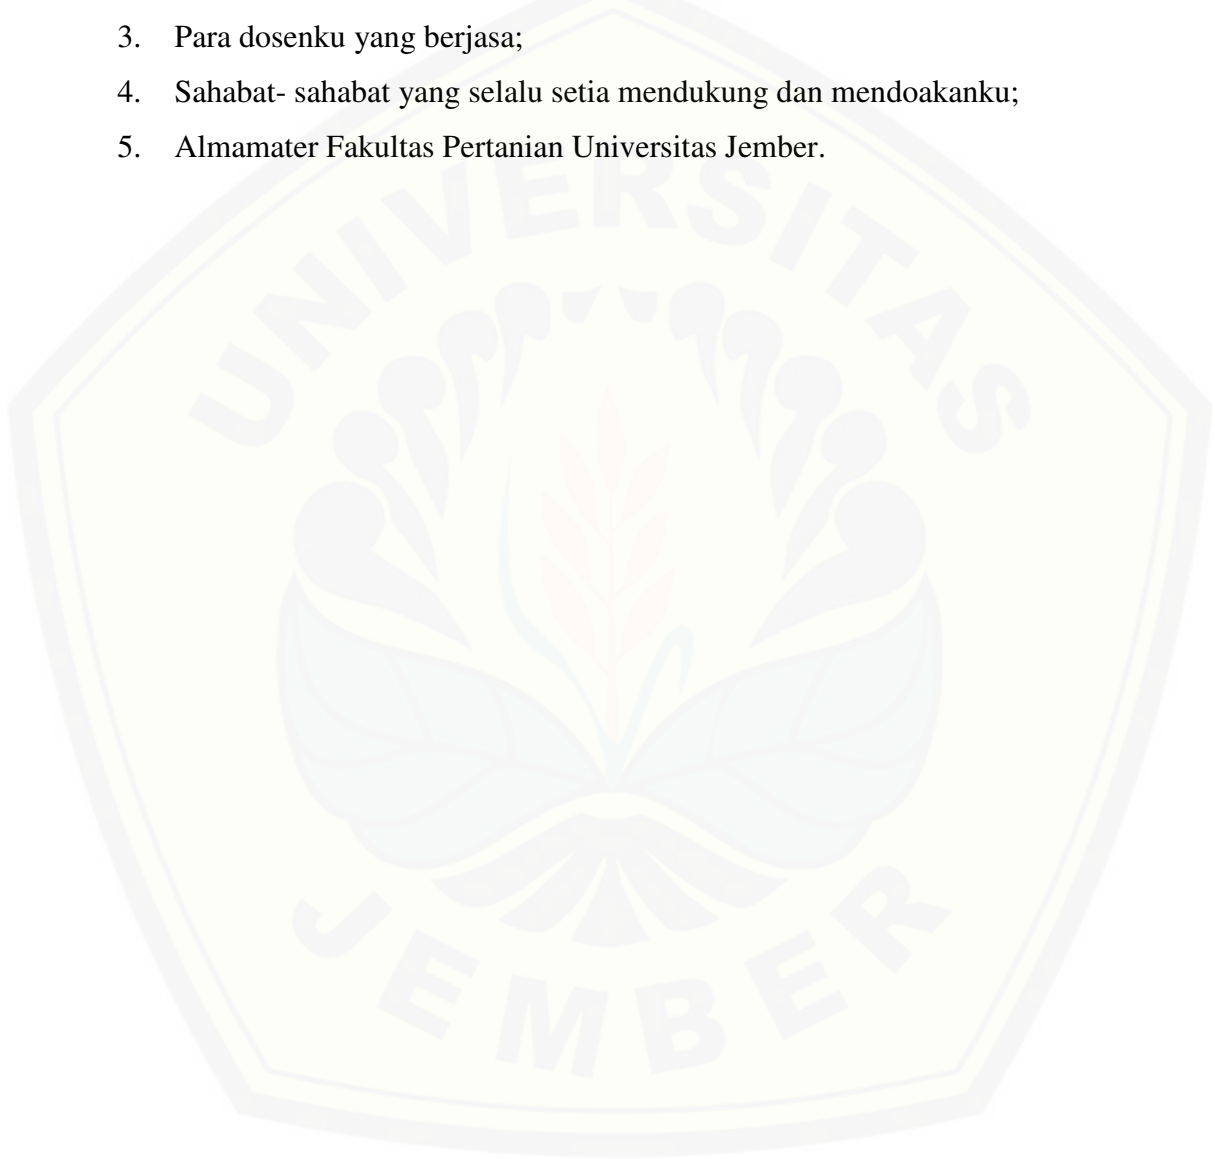 3. Para dosenku yang berjasa;
4. Sahabat- sahabat yang selalu setia mendukung dan mendoakanku;
5. Almamater Fakultas Pertanian Universitas Jember.
UNIVERSITAS
JEMBER